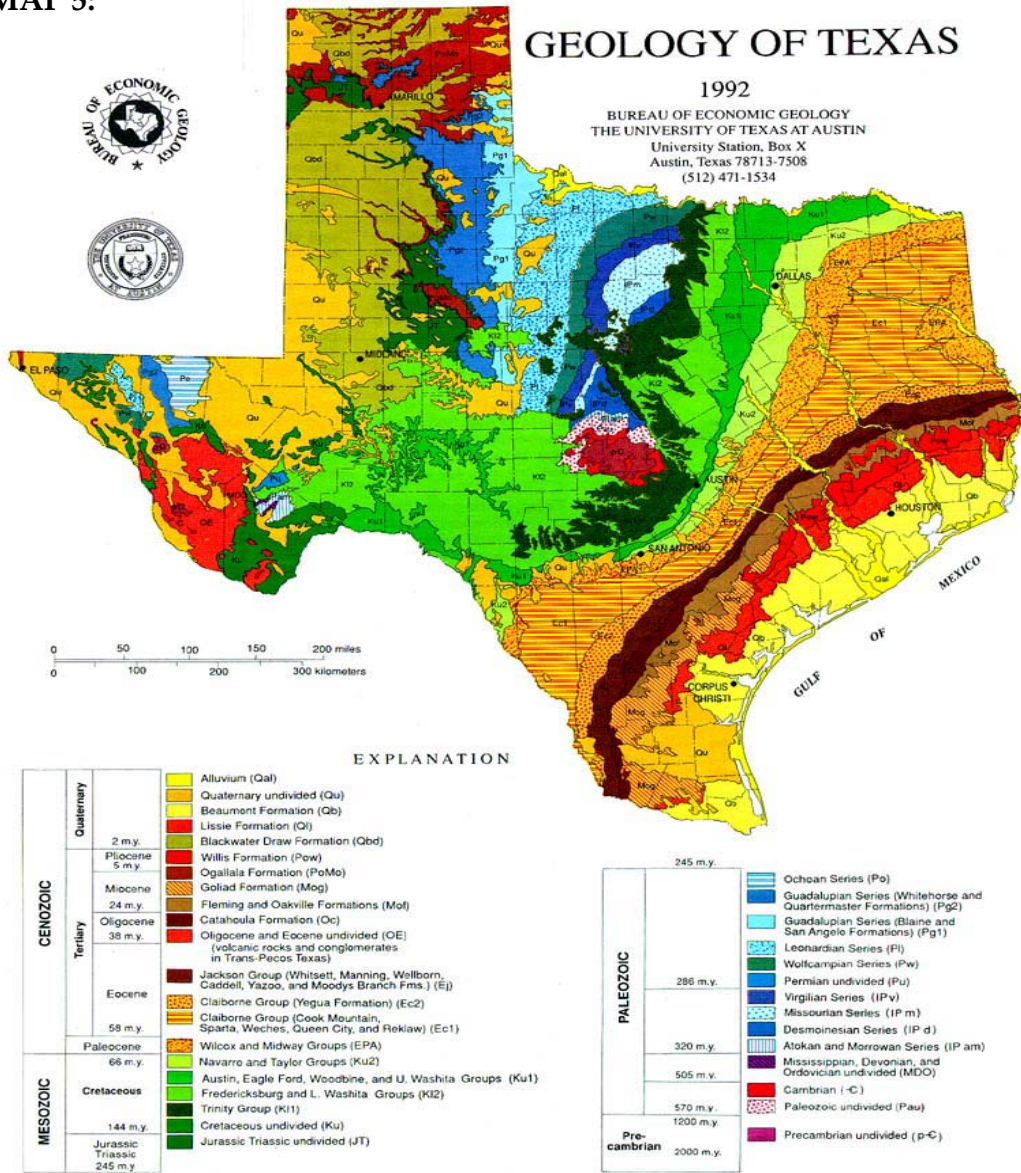 MAP 5:
GEOLOGY OF TEXAS
1992
BUREAU OF ECONOMIC GEOLOGY
THE UNIVERSITY OF TEXAS AT AUSTIN
University Station, Box X
Austin, Texas 78713-7508
(512) 471-1534
BUREAU OF ECONOMIC GEOLOGY
AMARILLO
DALLAS
EL PASO
MIDLAND
AUSTIN
HOUSTON
SAN ANTONIO
CORPUS
CHRISTI
GULF OF MEXICO
0 50 100 150 200 miles
0 100 200 300 kilometers
EXPLANATION
CENOZOIC
Quaternary
2 m.y.
Tertiary
Pliocene
5 m.y.
Miocene
24 m.y.
Oligocene
38 m.y.
Eocene
58 m.y.
Paleocene
MESOZOIC
66 m.y.
Cretaceous
144 m.y.
Jurassic
Triassic
245 m.y.
Alluvium (Qal)
Quaternary undivided (Qu)
Beaumont Formation (Qb)
Lissie Formation (Ql)
Blackwater Draw Formation (Qbd)
Willis Formation (Pow)
Ogallala Formation (PoMo)
Goliad Formation (Mog)
Fleming and Oakville Formations (Mof)
Catahoula Formation (Oc)
Oligocene and Eocene undivided (OE)
(volcanic rocks and conglomerates
in Trans-Pecos Texas)
Jackson Group (Whitsett, Manning, Wellborn,
Caddell, Yazoo, and Moodys Branch Fms.) (Ej)
Claiborne Group (Yegua Formation) (Ec2)
Claiborne Group (Cook Mountain,
Sparta, Weches, Queen City, and Reklaw) (Ec1)
Wilcox and Midway Groups (EPA)
Navarro and Taylor Groups (Ku2)
Austin, Eagle Ford, Woodbine, and U. Washita Groups (Ku1)
Fredericksburg and L. Washita Groups (Kl2)
Trinity Group (Kl1)
Cretaceous undivided (Ku)
Jurassic Triassic undivided (JT)
245 m.y.
PALEOZOIC
286 m.y.
320 m.y.
505 m.y.
570 m.y.
Pre-
cambrian
1200 m.y.
2000 m.y.
Ochoan Series (Po)
Guadalupian Series (Whitehorse and
Quartermaster Formations) (Pg2)
Guadalupian Series (Blaine and
San Angelo Formations) (Pg1)
Leonardian Series (Pl)
Wolfcampian Series (Pw)
Permian undivided (Pu)
Virgilian Series (IPv)
Missourian Series (IP m)
Desmoinesian Series (IP d)
Atokan and Morrowan Series (IP am)
Mississippian, Devonian, and
Ordovician undivided (MDO)
Cambrian (-C)
Paleozoic undivided (Pau)
Precambrian undivided (p-C)